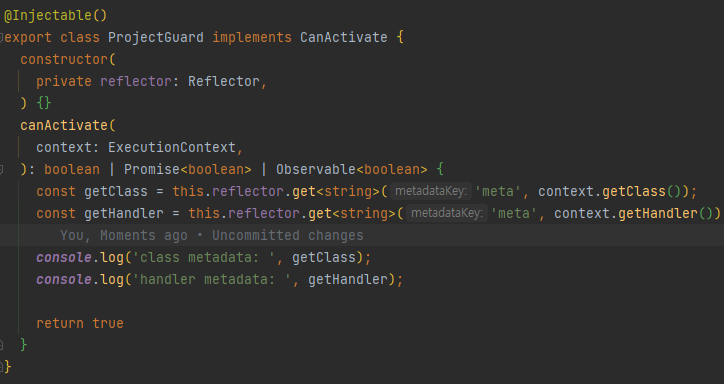 @Injectable()
export class ProjectGuard implements CanActivate {
  constructor(
    private reflector: Reflector,
  ) {}
  canActivate(
    context: ExecutionContext,
  ): boolean | Promise<boolean> | Observable<boolean> {
    const getClass = this.reflector.get<string>( metadataKey: 'meta', context.getClass());
    const getHandler = this.reflector.get<string>( metadataKey: 'meta', context.getHandler())
       You, Moments ago • Uncommitted changes
    console.log('class metadata: ', getClass);
    console.log('handler metadata: ', getHandler);

    return true
  }
}